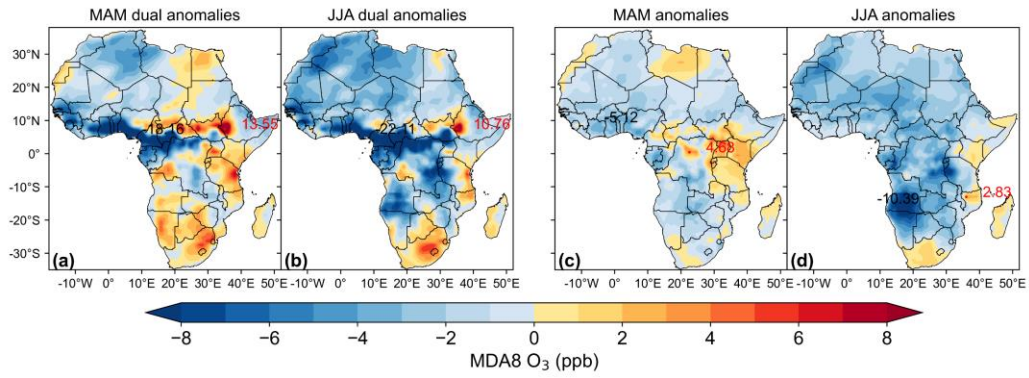 MAM dual anomalies
JJA dual anomalies
MAM anomalies
JJA anomalies
30°N
20°N
10°N
0°
10°S
20°S
30°S
-18.16
13.55
-22.11
10.76
-5.12
4.68
-10.39
2.83
(a)
(b)
(c)
(d)
10°W 0° 10°E 20°E 30°E 40°E 50°E
10°W 0° 10°E 20°E 30°E 40°E 50°E
10°W 0° 10°E 20°E 30°E 40°E 50°E
10°W 0° 10°E 20°E 30°E 40°E 50°E
−8 −6 −4 −2 0 2 4 6 8
MDA8 O₃ (ppb)